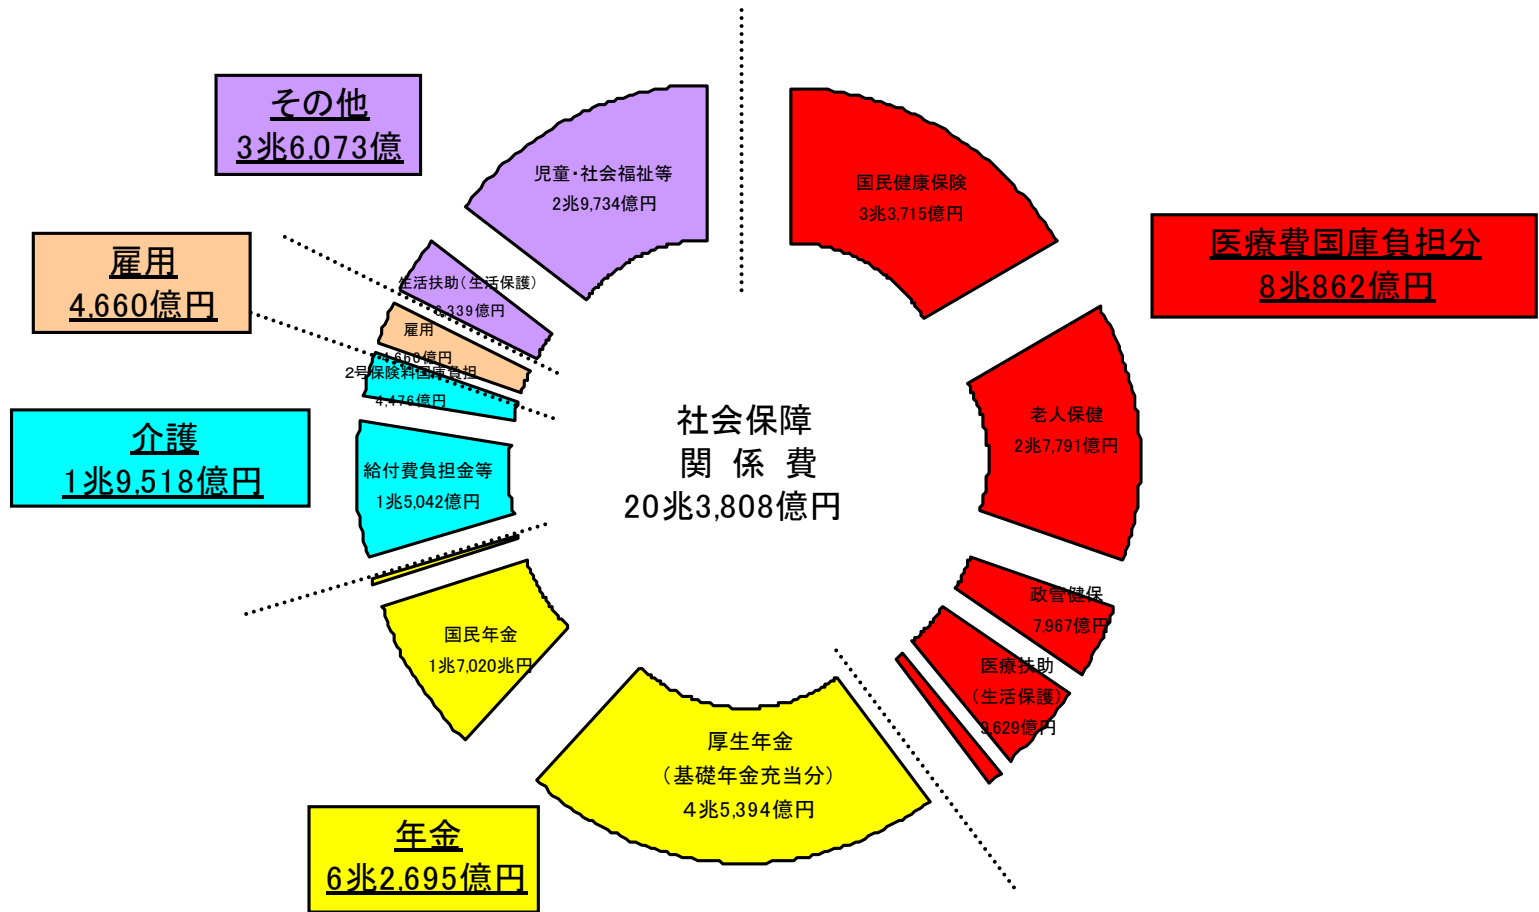 その他
3兆6,073億
雇用
4,660億円
介護
1兆9,518億円
年金
6兆2,695億円
医療費国庫負担分
8兆862億円
社会保障
関 係 費
20兆3,808億円
国民健康保険
3兆3,715億円
老人保健
2兆7,791億円
政管健保
7,967億円
医療扶助
（生活保護）
9,629億円
厚生年金
（基礎年金充当分）
４兆5,394億円
国民年金
1兆7,020兆円
給付費負担金等
1兆5,042億円
2号保険料国庫負担
4,476億円
雇用
4,660億円
生活扶助（生活保護）
6,339億円
児童・社会福祉等
2兆9,734億円